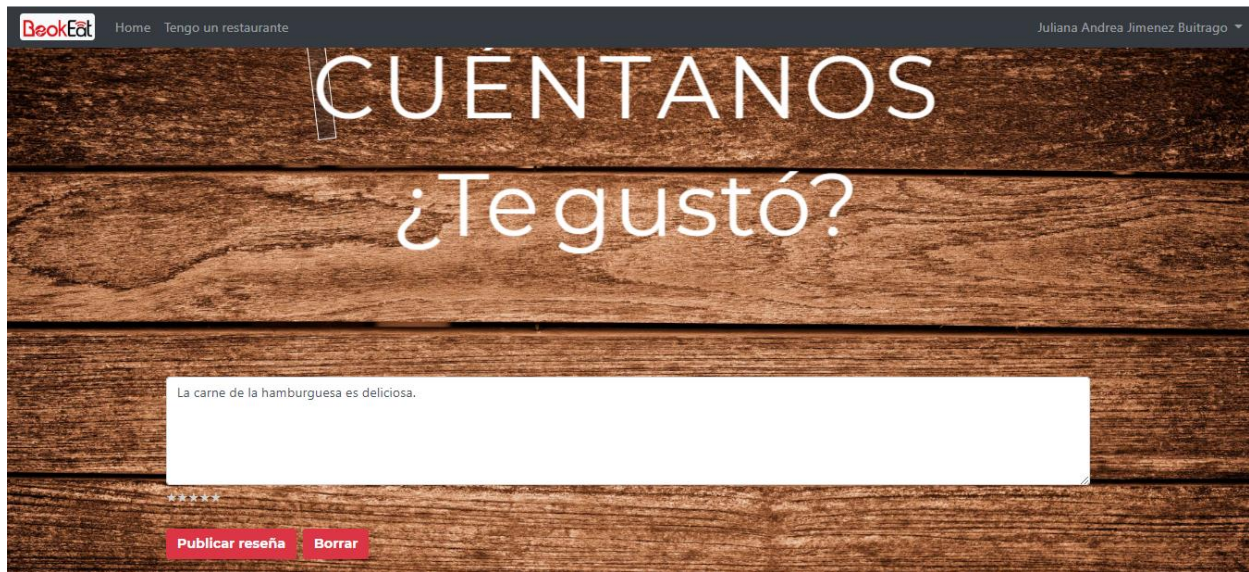 BookEat Home Tengo un restaurante Juliana Andrea Jimenez Buitrago
CUÉNTANOS
¿Te gustó?
La carne de la hamburguesa es deliciosa.
Publicar reseña Borrar